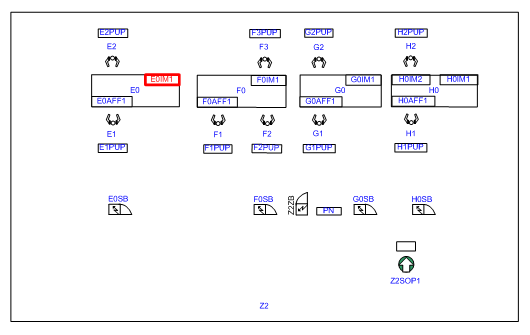 E2PUP F3PUP G2PUP H2PUP
E2 F3 G2 H2
E0IM1 F0IM1 G0IM1 H0IM2 H0IM1
E0 F0 G0 H0
E0AFF1 F0AFF1 G0AFF1 H0AFF1
E1 F1 F2 G1 H1
E1PUP F1PUP F2PUP G1PUP H1PUP
E0SB F0SB Z2ZB G0SB H0SB
PN
Z2SOP1
Z2